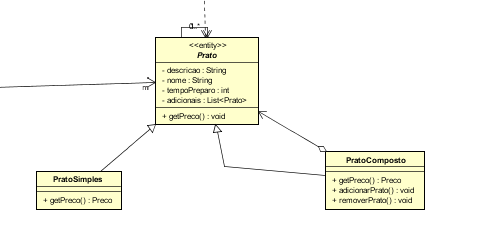 <<entity>>
Prato
- descricao : String
- nome : String
- tempoPreparo : int
- adicionais : List<Prato>
+ getPreco() : void
PratoSimples
+ getPreco() : Preco
PratoComposto
+ getPreco() : Preco
+ adicionarPrato() : void
+ removerPrato() : void